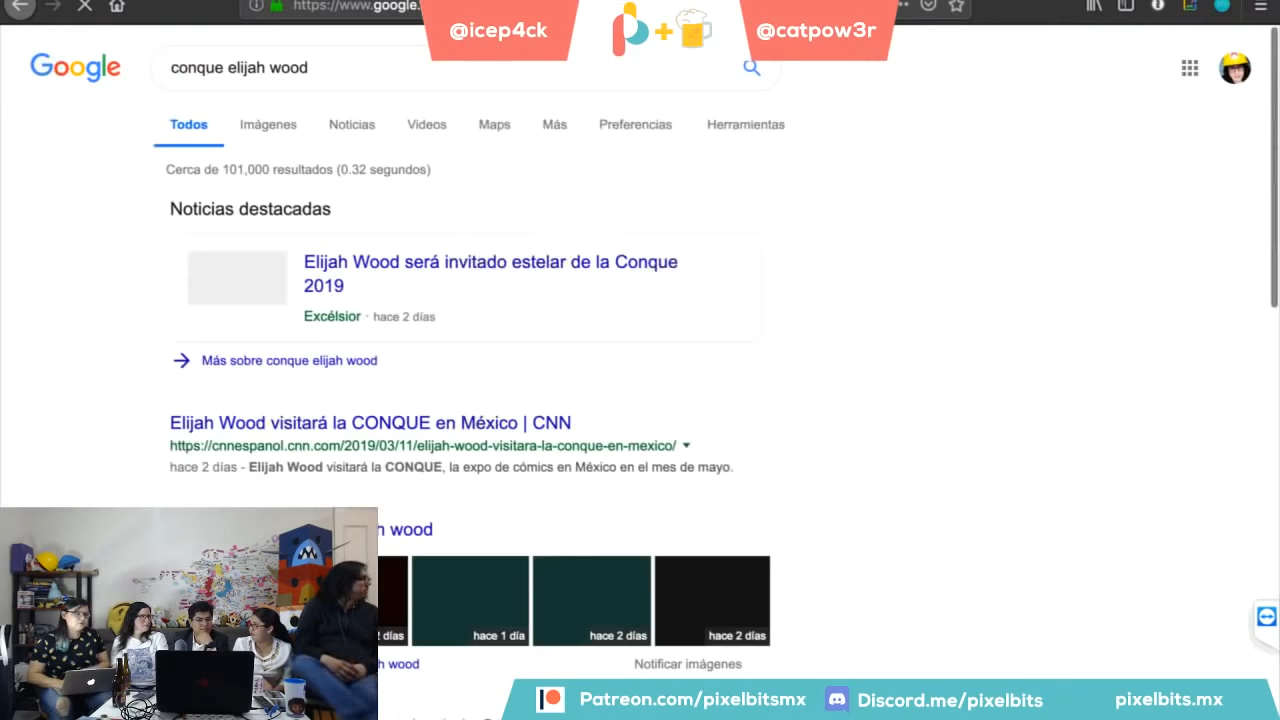 https://www.google.
@icep4ck
@catpow3r
Google
conque elijah wood
Todos
Imágenes
Noticias
Videos
Maps
Más
Preferencias
Herramientas
Cerca de 101,000 resultados (0.32 segundos)
Noticias destacadas
Elijah Wood será invitado estelar de la Conque
2019
Excélsior · hace 2 días
Más sobre conque elijah wood
Elijah Wood visitará la CONQUE en México | CNN
https://cnnespanol.cnn.com/2019/03/11/elijah-wood-visitara-la-conque-en-mexico/
hace 2 días - Elijah Wood visitará la CONQUE, la expo de cómics en México en el mes de mayo.
h wood
días
hace 1 día
hace 2 días
hace 2 días
h wood
Notificar imágenes
Patreon.com/pixelbitsmx
Discord.me/pixelbits
pixelbits.mx